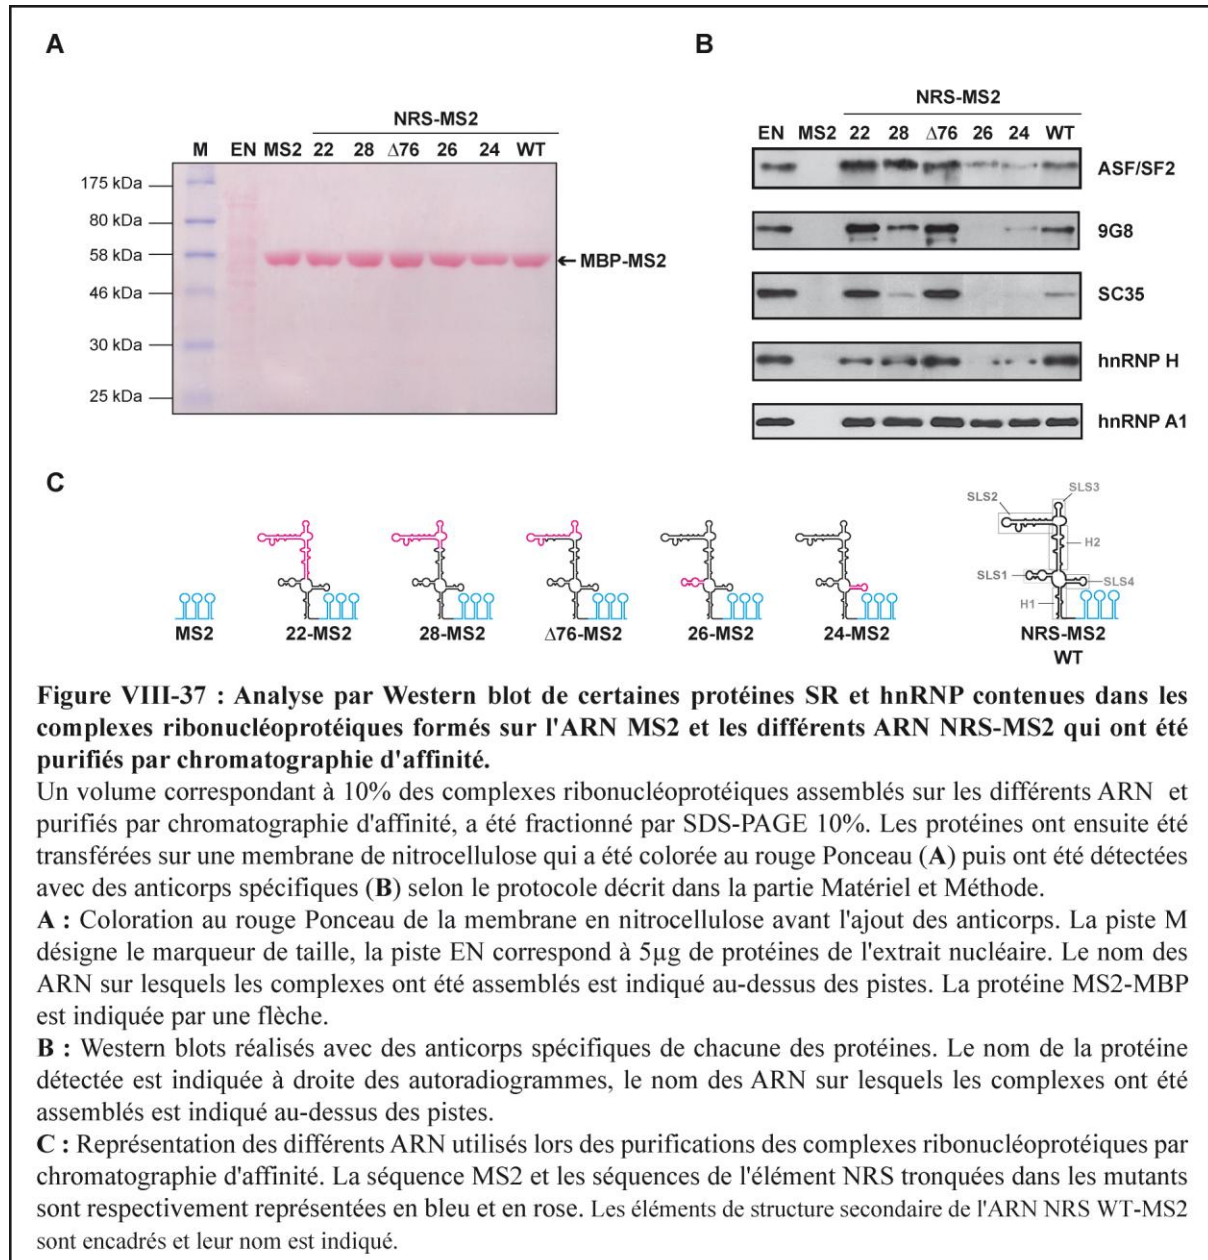 A
B
NRS-MS2
M EN MS2 22 28 Δ76 26 24 WT
175 kDa
80 kDa
58 kDa
46 kDa
30 kDa
25 kDa
←MBP-MS2
NRS-MS2
EN MS2 22 28 Δ76 26 24 WT
ASF/SF2
9G8
SC35
hnRNP H
hnRNP A1
C
MS2
22-MS2
28-MS2
Δ76-MS2
26-MS2
24-MS2
SLS2
SLS3
H2
SLS1
SLS4
H1
NRS-MS2
WT
Figure VIII-37 : Analyse par Western blot de certaines protéines SR et hnRNP contenues dans les
complexes ribonucléoprotéiques formés sur l'ARN MS2 et les différents ARN NRS-MS2 qui ont été
purifiés par chromatographie d'affinité.
Un volume correspondant à 10% des complexes ribonucléoprotéiques assemblés sur les différents ARN et
purifiés par chromatographie d'affinité, a été fractionné par SDS-PAGE 10%. Les protéines ont ensuite été
transférées sur une membrane de nitrocellulose qui a été colorée au rouge Ponceau (A) puis ont été détectées
avec des anticorps spécifiques (B) selon le protocole décrit dans la partie Matériel et Méthode.
A : Coloration au rouge Ponceau de la membrane en nitrocellulose avant l'ajout des anticorps. La piste M
désigne le marqueur de taille, la piste EN correspond à 5µg de protéines de l'extrait nucléaire. Le nom des
ARN sur lesquels les complexes ont été assemblés est indiqué au-dessus des pistes. La protéine MS2-MBP
est indiquée par une flèche.
B : Western blots réalisés avec des anticorps spécifiques de chacune des protéines. Le nom de la protéine
détectée est indiquée à droite des autoradiogrammes, le nom des ARN sur lesquels les complexes ont été
assemblés est indiqué au-dessus des pistes.
C : Représentation des différents ARN utilisés lors des purifications des complexes ribonucléoprotéiques par
chromatographie d'affinité. La séquence MS2 et les séquences de l'élément NRS tronquées dans les mutants
sont respectivement représentées en bleu et en rose. Les éléments de structure secondaire de l'ARN NRS WT-MS2
sont encadrés et leur nom est indiqué.